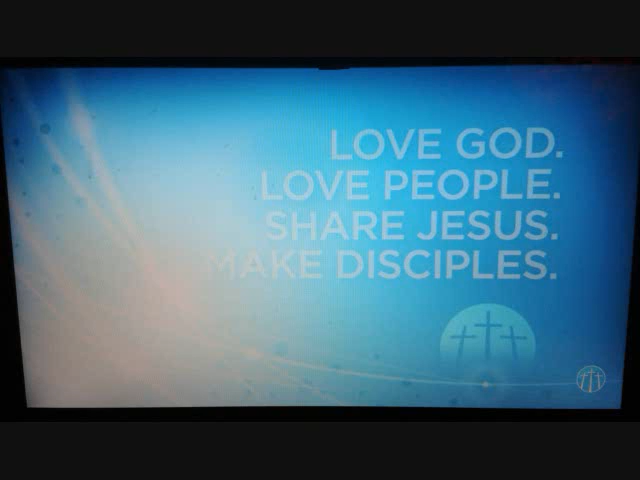 LOVE GOD.
LOVE PEOPLE.
SHARE JESUS.
MAKE DISCIPLES.